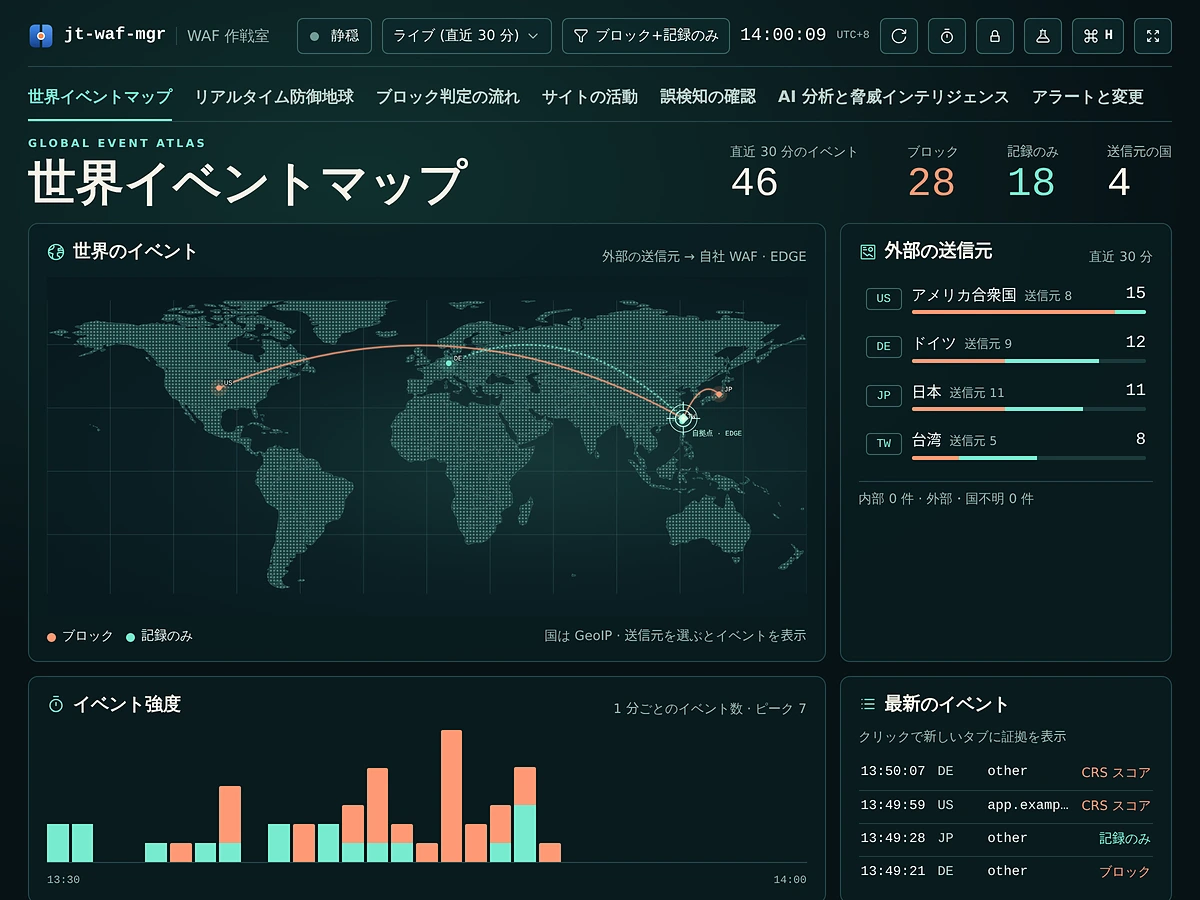 jt-waf-mgr WAF 作戦室 静穏 ライブ (直近 30 分) ブロック+記録のみ 14:00:09 UTC+8 ⌘ H
世界イベントマップ リアルタイム防御地球 ブロック判定の流れ サイトの活動 誤検知の確認 AI 分析と脅威インテリジェンス アラートと変更
GLOBAL EVENT ATLAS
世界イベントマップ
直近 30 分のイベント ブロック 記録のみ 送信元の国
46 28 18 4
世界のイベント 外部の送信元 → 自社 WAF · EDGE
US
DE
JP
自拠点 · EDGE
ブロック 記録のみ 国は GeoIP · 送信元を選ぶとイベントを表示
外部の送信元 直近 30 分
US アメリカ合衆国 送信元 8 15
DE ドイツ 送信元 9 12
JP 日本 送信元 11 11
TW 台湾 送信元 5 8
内部 0 件 · 外部・国不明 0 件
イベント強度 1 分ごとのイベント数 · ピーク 7
13:30 14:00
最新のイベント
クリックで新しいタブに証拠を表示
13:50:07 DE other CRS スコア
13:49:59 US app.examp… CRS スコア
13:49:28 JP other 記録のみ
13:49:21 DE other ブロック